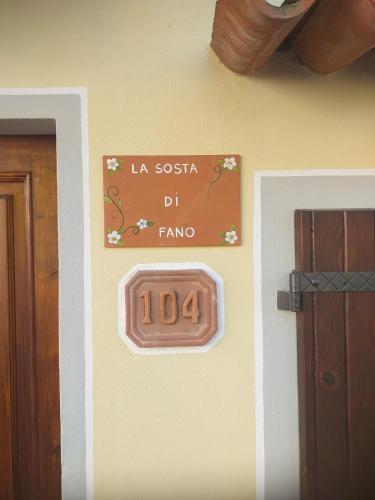 LA SOSTA
Di
FANO
104